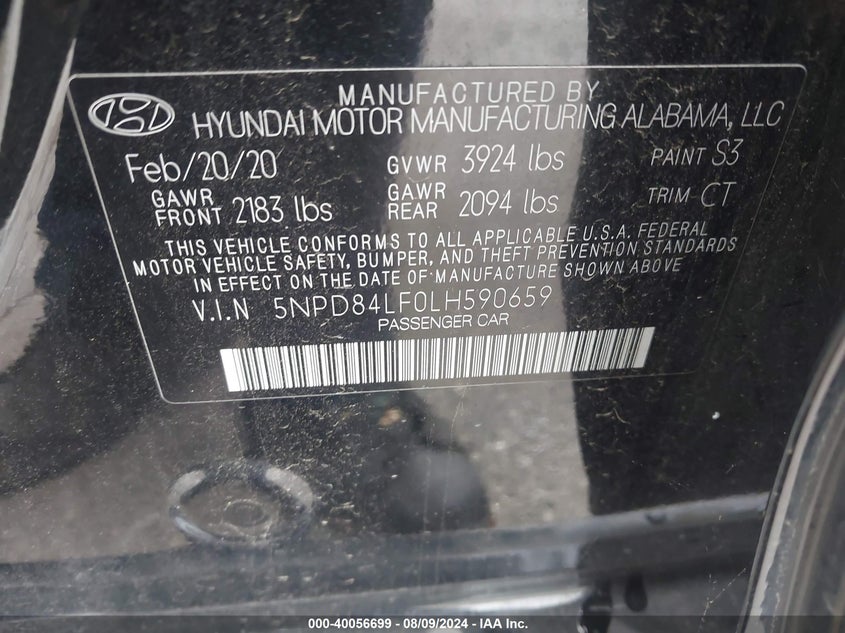 MANUFACTURED BY
HYUNDAI MOTOR MANUFACTURING ALABAMA, LLC
Feb/20/20 GVWR 3924 lbs PAINT S3
GAWR FRONT 2183 lbs GAWR REAR 2094 lbs TRIM CT
THIS VEHICLE CONFORMS TO ALL APPLICABLE U.S.A. FEDERAL
MOTOR VEHICLE SAFETY, BUMPER, AND THEFT PREVENTION STANDARDS
IN EFFECT ON THE DATE OF MANUFACTURE SHOWN ABOVE
V.I.N 5NPD84LF0LH590659
PASSENGER CAR
000-40056699 - 08/09/2024 - IAA Inc.